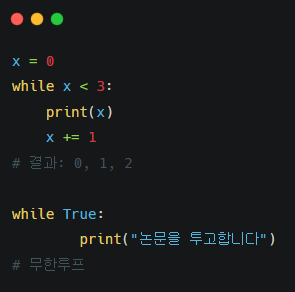 x = 0
while x < 3:
    print(x)
    x += 1
# 결과: 0, 1, 2

while True:
        print("논문을 투고합니다")
# 무한루프